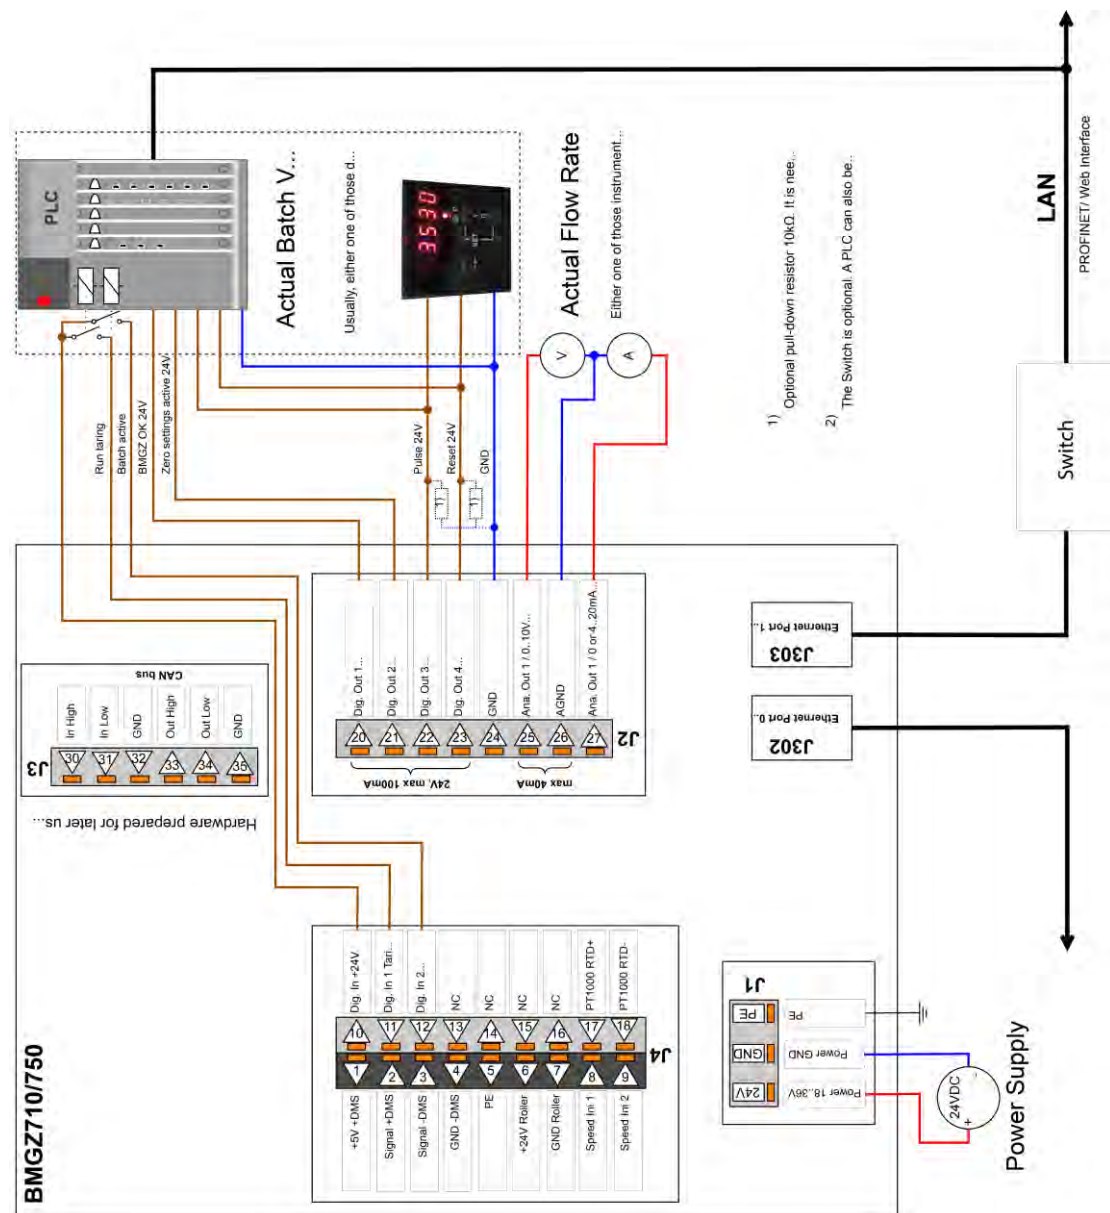 BMGZ710/750
PLC
Actual Batch V...
Usually, either one of those d...
3530
SET
Actual Flow Rate
Either one of those instrument...
1)
Optional pull-down resistor 10kΩ. It is nee...
2)
The Switch is optional. A PLC can also be..
LAN
PROFINET/ Web Interface
Switch
Run taring
Batch active
BMGZ OK 24V
Zero settings active 24V
Pulse 24V
Reset 24V
GND
1)
1)
V
A
J3
CAN bus
In High
In Low
GND
Out High
Out Low
GND
30
31
32
33
34
35
Hardware prepared for later us...
J2
Dig. Out 1...
Dig. Out 2...
Dig. Out 3...
Dig. Out 4...
GND
Ana. Out 1 / 0..10V...
AGND
Ana. Out 1 / 0 or 4..20mA...
20
21
22
23
24
25
26
27
24V, max 100mA
max 40mA
J303
Ethernet Port 1...
J302
Ethernet Port 0...
J4
Dig. In +24V
Dig. In 1 Tari...
Dig. In 2...
NC
NC
NC
NC
PT1000 RTD+
PT1000 RTD-
10
11
12
13
14
15
16
17
18
1
2
3
4
5
6
7
8
9
+5V +DMS
Signal +DMS
Signal -DMS
GND -DMS
PE
+24V Roller
GND Roller
Speed Ini 1
Speed Ini 2
J1
PE
GND
24V
PE
Power GND
Power 18..36V
24VDC
+
-
Power Supply